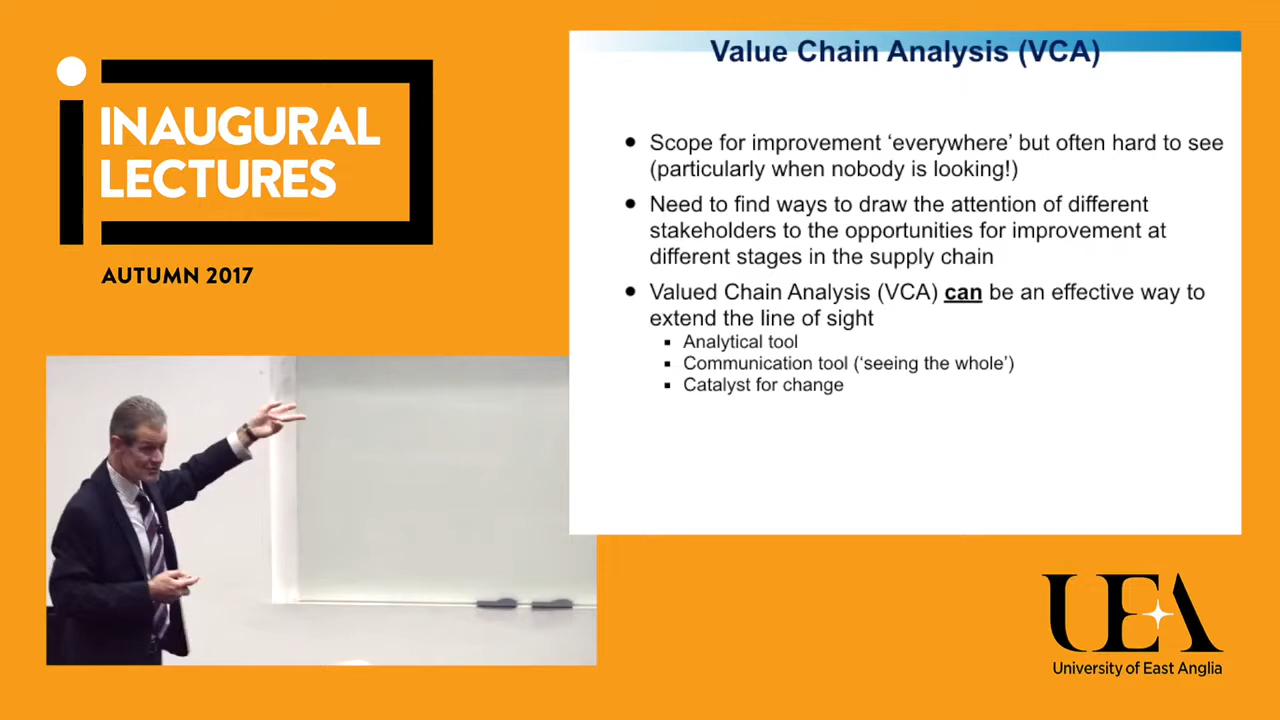 INAUGURAL
LECTURES
AUTUMN 2017
Value Chain Analysis (VCA)
● Scope for improvement ‘everywhere’ but often hard to see
(particularly when nobody is looking!)
● Need to find ways to draw the attention of different
stakeholders to the opportunities for improvement at
different stages in the supply chain
● Valued Chain Analysis (VCA) can be an effective way to
extend the line of sight
▪ Analytical tool
▪ Communication tool (‘seeing the whole’)
▪ Catalyst for change
UEA
University of East Anglia